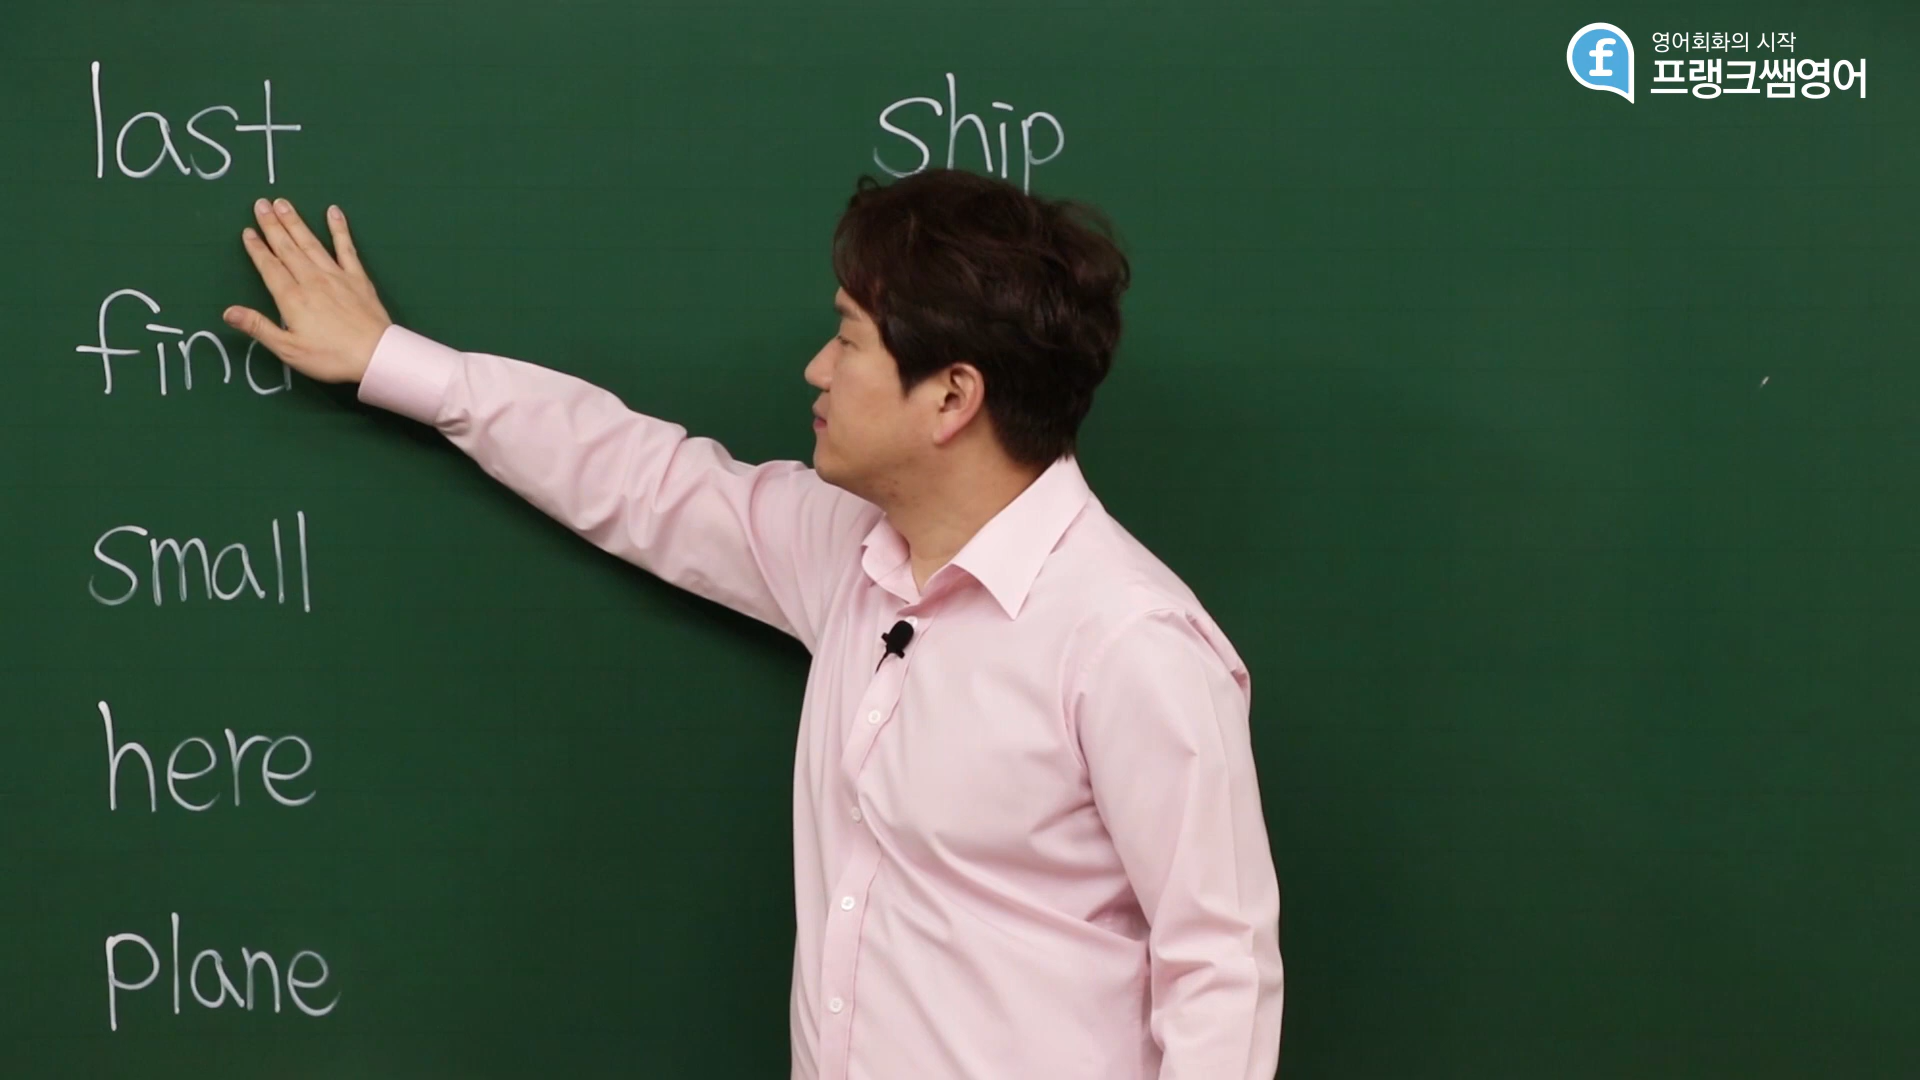 영어회화의 시작
프랭크쌤영어
last
ship
find
small
here
plane